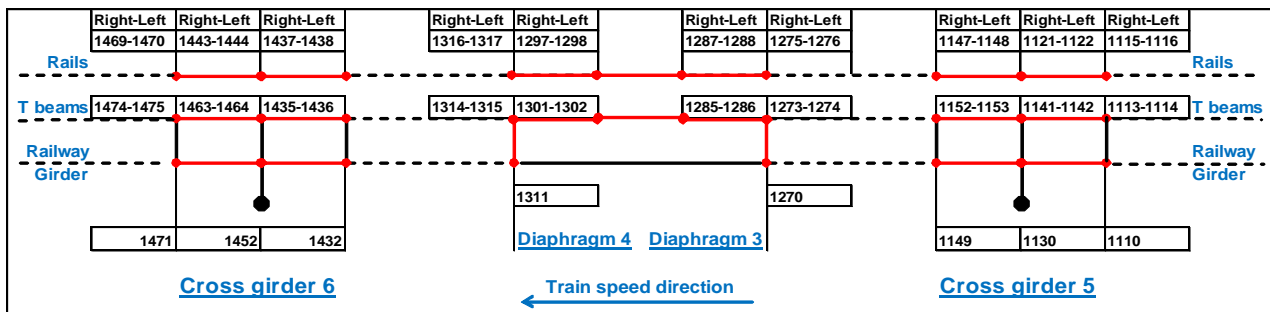 Right-Left Right-Left Right-Left Right-Left Right-Left Right-Left Right-Left Right-Left Right-Left Right-Left
1469-1470 1443-1444 1437-1438 1316-1317 1297-1298 1287-1288 1275-1276 1147-1148 1121-1122 1115-1116
Rails Rails
T beams 1474-1475 1463-1464 1435-1436 1314-1315 1301-1302 1285-1286 1273-1274 1152-1153 1141-1142 1113-1114 T beams
Railway Railway
Girder Girder
1311 1270
1471 1452 1432 Diaphragm 4 Diaphragm 3 1149 1130 1110
Cross girder 6 Train speed direction Cross girder 5